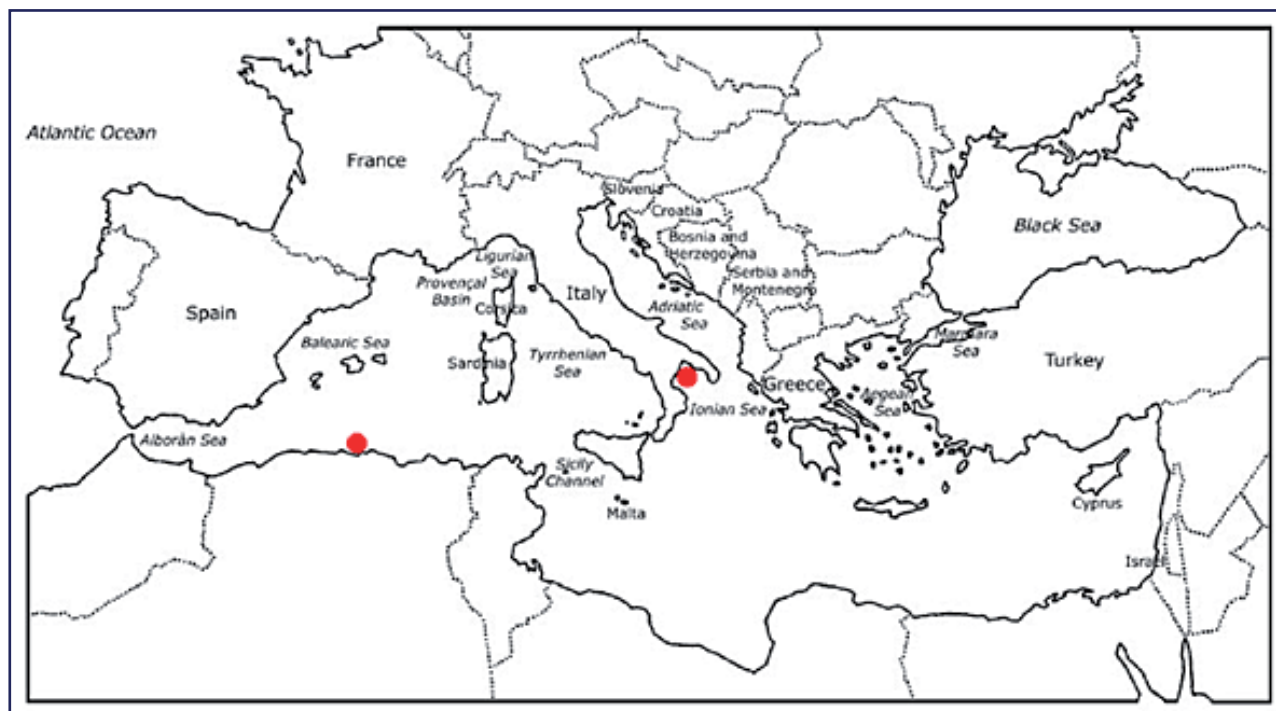 Atlantic Ocean
France
Slovenia
Croatia
Bosnia and
Herzegovina
Black Sea
Ligurian
Sea
Provençal
Basin
Corsica
Italy
Serbia and
Montenegro
Adriatic
Sea
Spain
Balearic Sea
Sardinia
Tyrrhenian
Sea
Marmara
Sea
Turkey
Greece
Aegean
Sea
Ionian Sea
Alborán Sea
Sicily
Channel
Malta
Cyprus
Israel